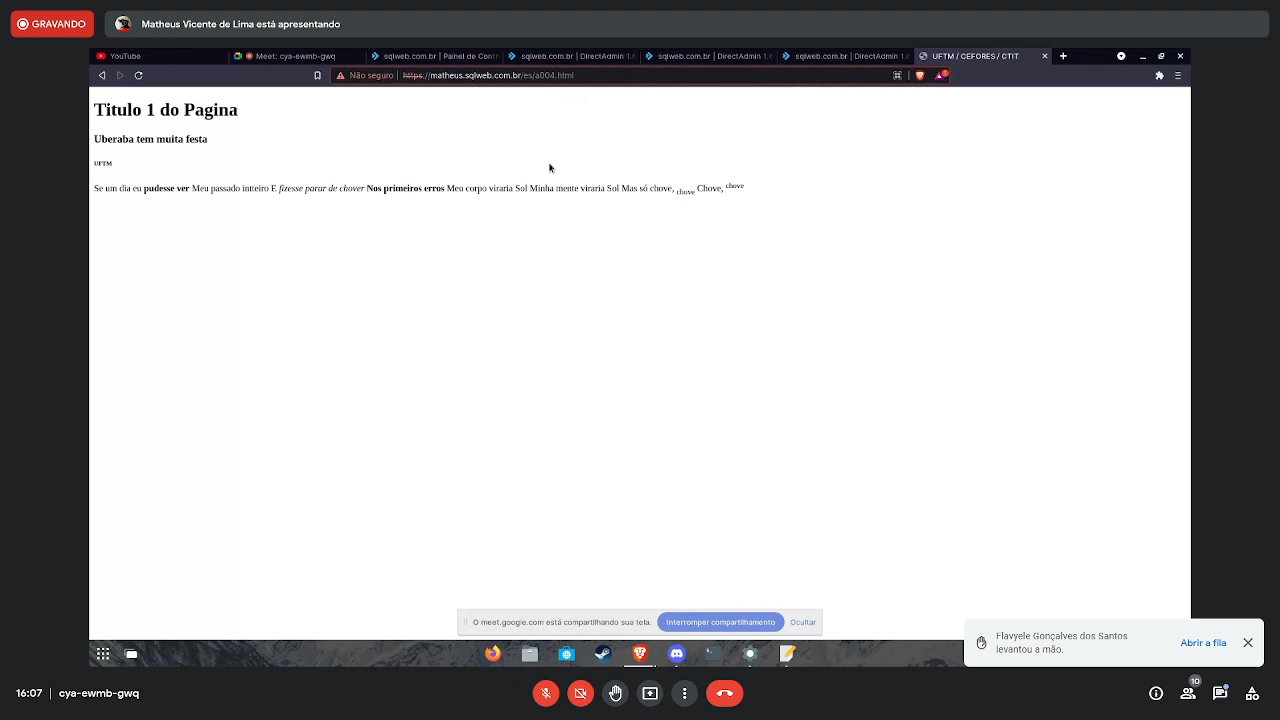 GRAVANDO
Matheus Vicente de Lima está apresentando
YouTube
Meet: cya-ewmb-gwq
sqlweb.com.br | Painel de Contr
sqlweb.com.br | DirectAdmin 1.6
sqlweb.com.br | DirectAdmin 1.6
sqlweb.com.br | DirectAdmin 1.6
UFTM / CEFORES / CTIT
Não seguro | https://matheus.sqlweb.com.br/es/a004.html
Titulo 1 do Pagina
Uberaba tem muita festa
UFTM
Se um dia eu pudesse ver Meu passado intteiro E fizesse parar de chover Nos primeiros erros Meu corpo viraria Sol Minha mente viraria Sol Mas só chove, chove Chove, chove
O meet.google.com está compartilhando sua tela.
Interromper compartilhamento
Ocultar
Flavyele Gonçalves dos Santos
levantou a mão.
Abrir a fila
16:07 | cya-ewmb-gwq
10